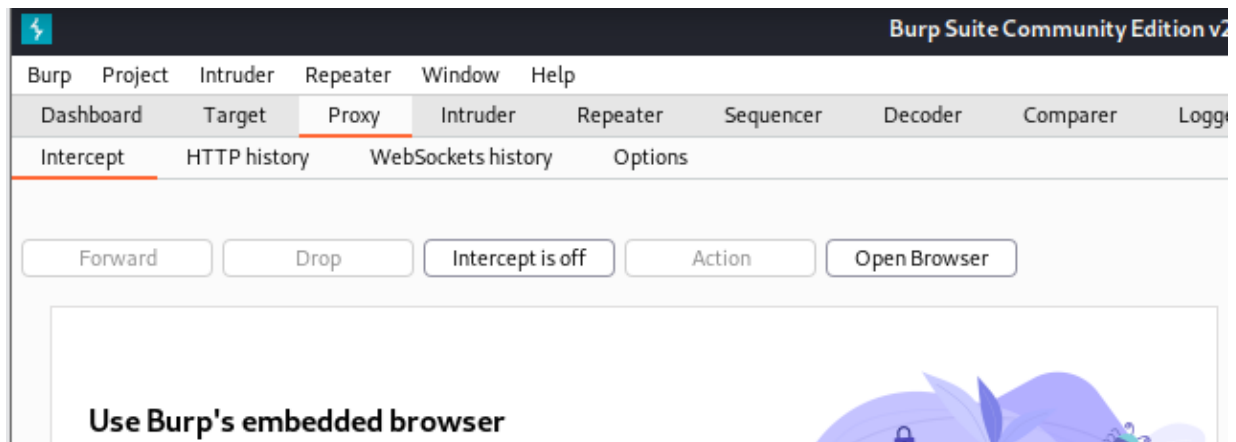 Burp Suite Community Edition v2
Burp Project Intruder Repeater Window Help
Dashboard Target Proxy Intruder Repeater Sequencer Decoder Comparer Logge
Intercept HTTP history WebSockets history Options
Forward Drop Intercept is off Action Open Browser
Use Burp's embedded browser